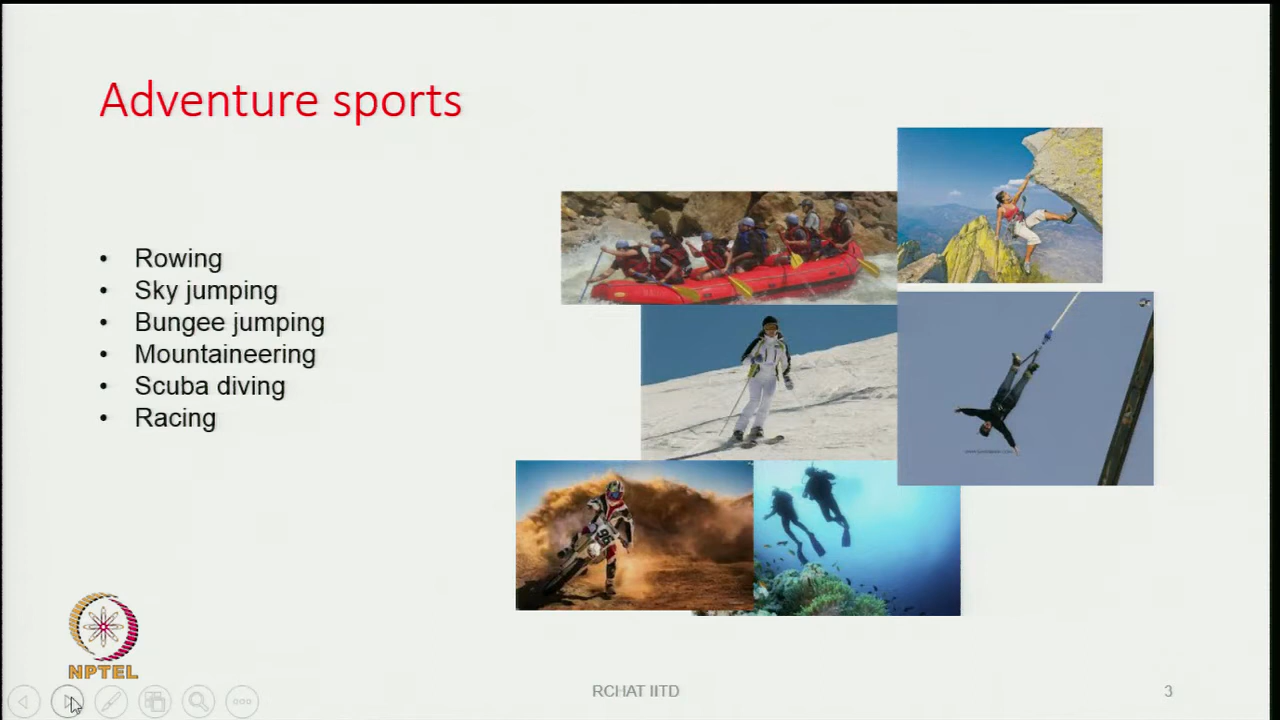 Adventure sports
• Rowing
• Sky jumping
• Bungee jumping
• Mountaineering
• Scuba diving
• Racing
NPTEL
RCHAT IITD
3